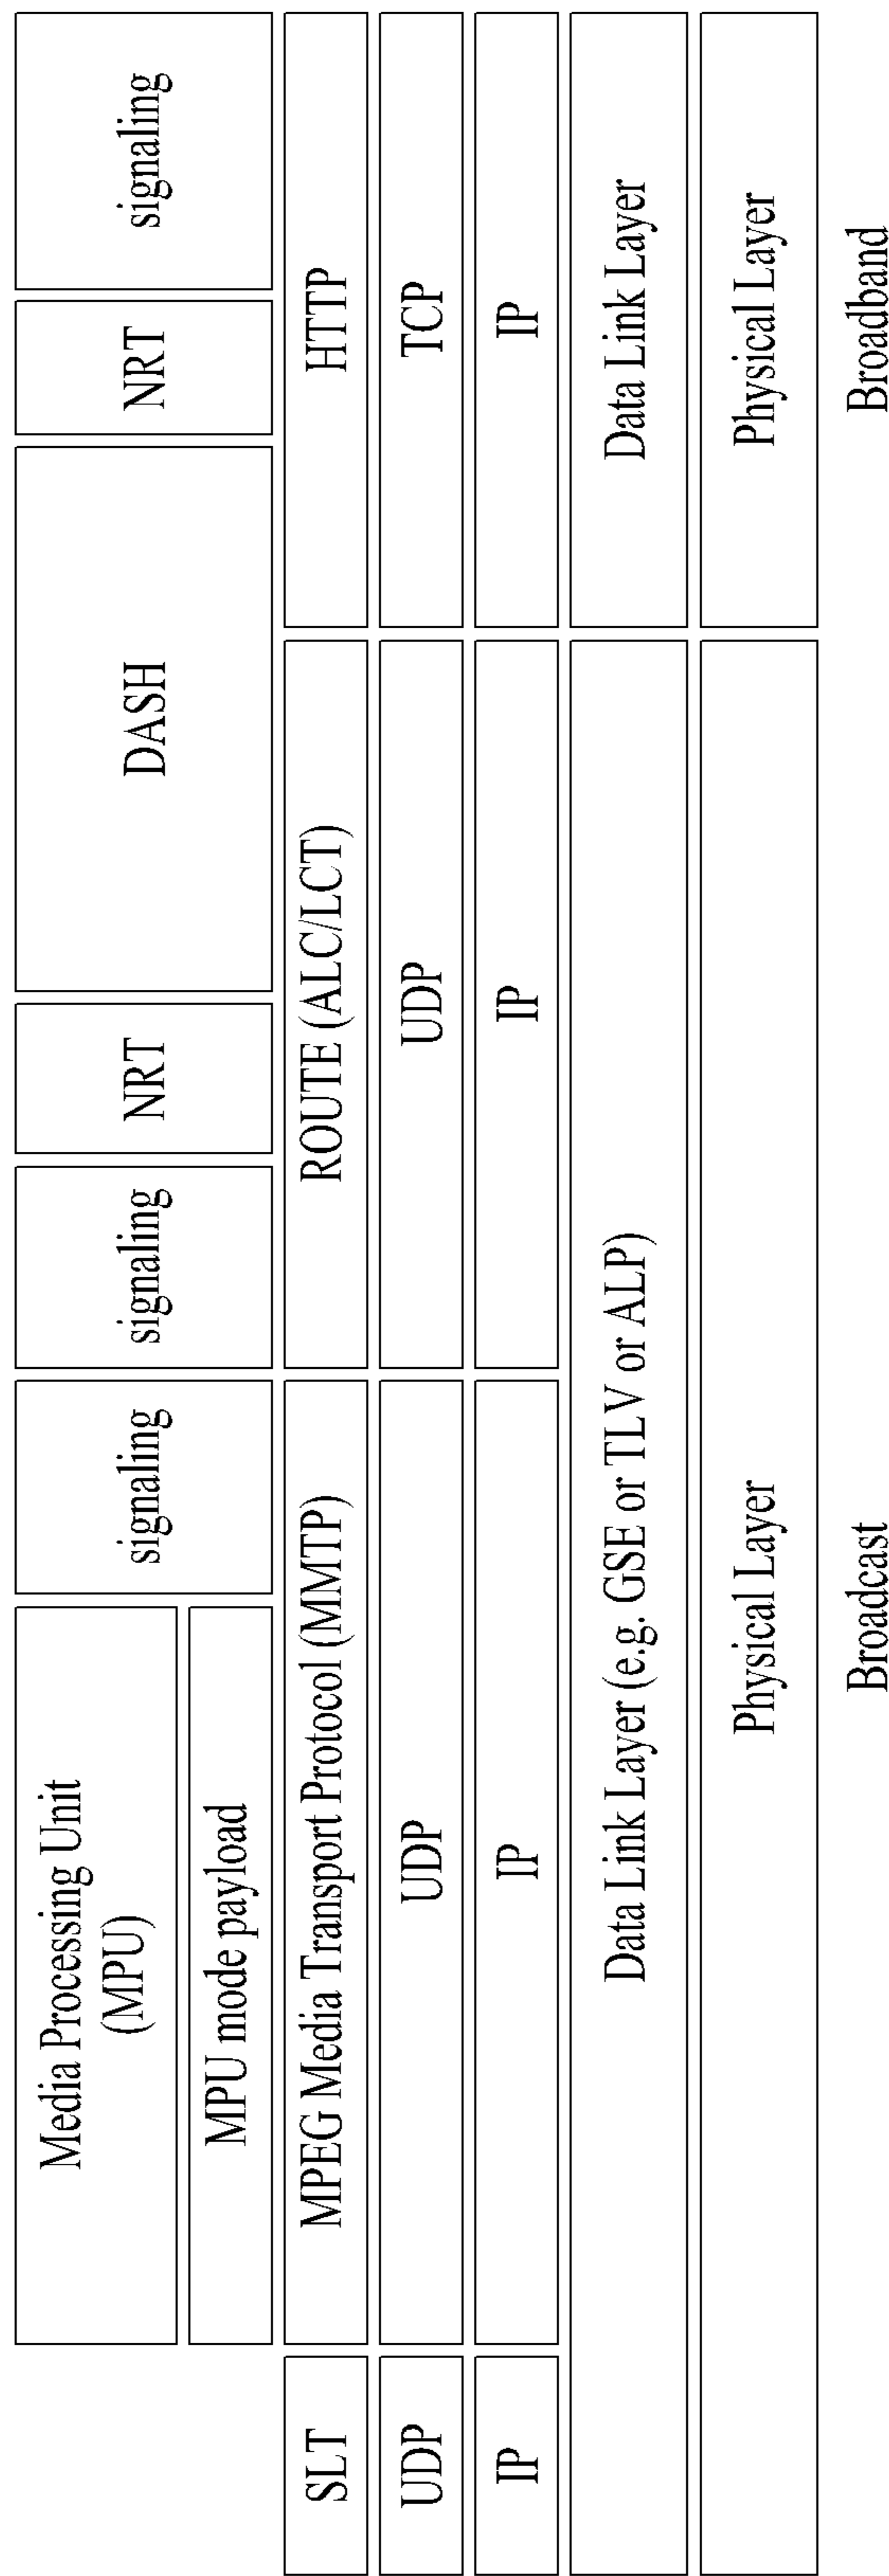 Media Processing Unit
(MPU)
signaling
signaling
NRT
DASH
NRT
signaling
MPU mode payload
SLT
MPEG Media Transport Protocol (MMTP)
ROUTE (ALC/LCT)
HTTP
UDP
UDP
UDP
TCP
IP
IP
IP
IP
Data Link Layer (e.g. GSE or TLV or ALP)
Data Link Layer
Physical Layer
Physical Layer
Broadcast
Broadband